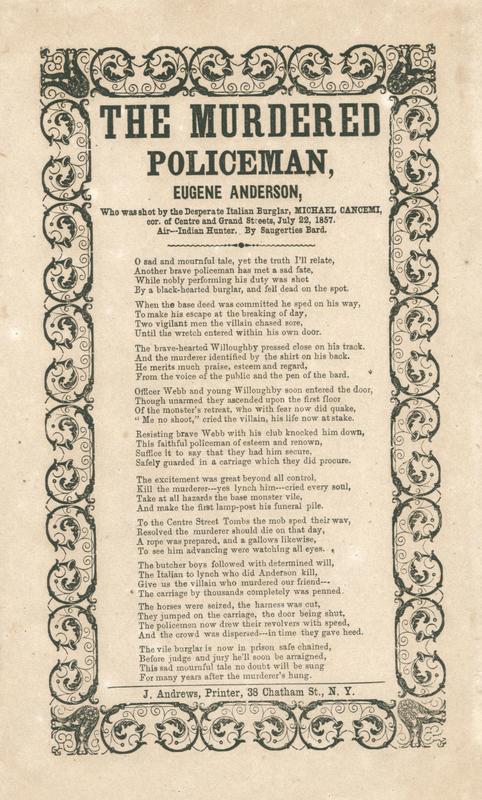 THE MURDERED
POLICEMAN,
EUGENE ANDERSON,
Who was shot by the Desperate Italian Burglar, MICHAEL CANCEMI,
cor. of Centre and Grand Streets, July 22, 1857.
Air--Indian Hunter. By Saugerties Bard.
O sad and mournful tale, yet the truth I'll relate,
Another brave policeman has met a sad fate,
While nobly performing his duty was shot
By a black-hearted burglar, and fell dead on the spot.
When the base deed was committed he sped on his way,
To make his escape at the breaking of day,
Two vigilant men the villain chased sore,
Until the wretch entered within his own door.
The brave-hearted Willoughby pressed close on his track.
And the murderer identified by the shirt on his back.
He merits much praise, esteem and regard,
From the voice of the public and the pen of the bard.
Officer Webb and young Willoughby soon entered the door,
Though unarmed they ascended upon the first floor
Of the monster's retreat, who with fear now did quake,
" Me no shoot," cried the villain, his life now at stake.
Resisting brave Webb with his club knocked him down,
This faithful policeman of esteem and renown,
Suffice it to say that they had him secure,
Safely guarded in a carriage which they did procure.
The excitement was great beyond all control,
Kill the murderer---yes lynch him---cried every soul,
Take at all hazards the base monster vile,
And make the first lamp-post his funeral pile.
To the Centre Street Tombs the mob sped their way,
Resolved the murderer should die on that day,
A rope was prepared, and a gallows likewise,
To see him advancing were watching all eyes.
The butcher boys followed with determined will,
The Italian to lynch who did Anderson kill,
Give us the villain who murdered our friend---
The carriage by thousands completely was penned.
The horses were seized, the harness was cut,
They jumped on the carriage, the door being shut,
The policemen now drew their revolvers with speed,
And the crowd was dispersed---in time they gave heed.
The vile burglar is now in prison safe chained,
Before judge and jury he'll soon be arraigned,
This sad mournful tale no doubt will be sung
For many years after the murderer's hung.
J. Andrews, Printer, 38 Chatham St., N. Y.